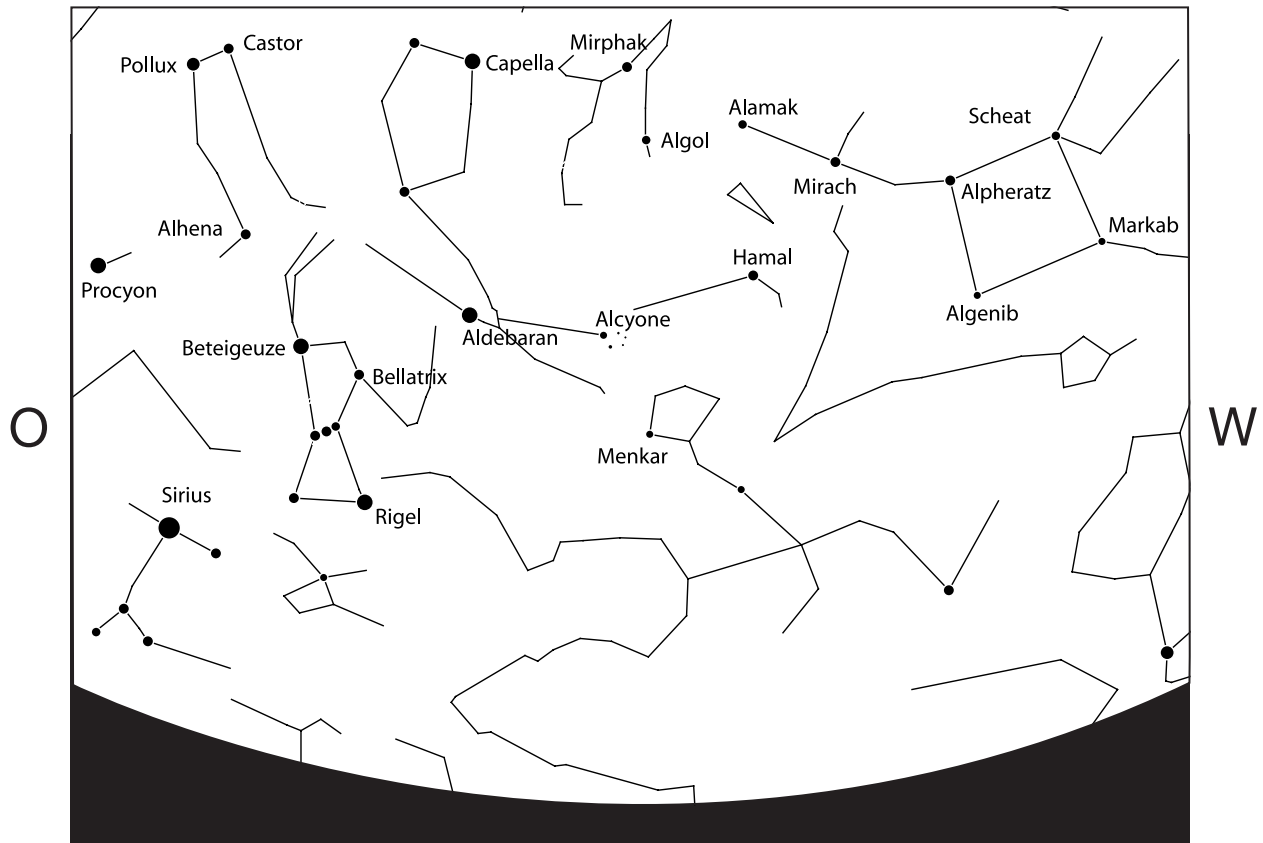 Castor
Pollux
Capella
Mirphak
Algol
Alamak
Scheat
Mirach
Alpheratz
Alhena
Markab
Procyon
Hamal
Algenib
Alcyone
Aldebaran
Beteigeuze
Bellatrix
O
W
Menkar
Sirius
Rigel